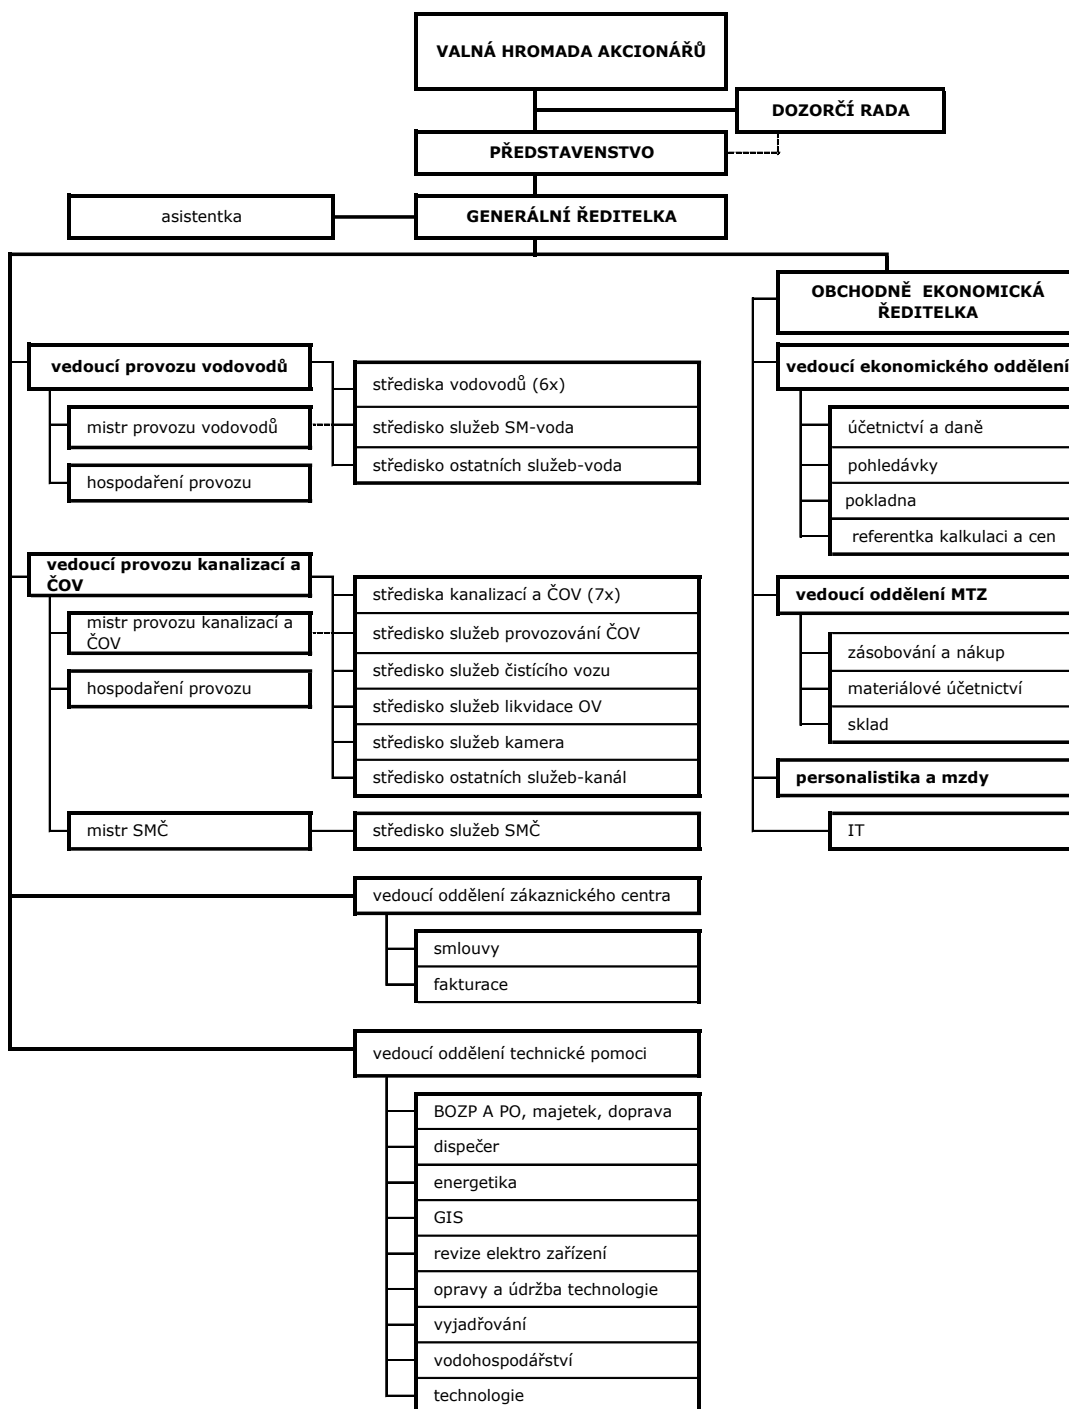 VALNÁ HROMADA AKCIONÁŘŮ
DOZORČÍ RADA
PŘEDSTAVENSTVO
asistentka
GENERÁLNÍ ŘEDITELKA
OBCHODNĚ EKONOMICKÁ
ŘEDITELKA
vedoucí provozu vodovodů
mistr provozu vodovodů
hospodaření provozu
střediska vodovodů (6x)
středisko služeb SM-voda
středisko ostatních služeb-voda
vedoucí ekonomického oddělení
účetnictví a daně
pohledávky
pokladna
referentka kalkulaci a cen
vedoucí provozu kanalizací a
ČOV
mistr provozu kanalizací a
ČOV
hospodaření provozu
střediska kanalizací a ČOV (7x)
středisko služeb provozování ČOV
středisko služeb čistícího vozu
středisko služeb likvidace OV
středisko služeb kamera
středisko ostatních služeb-kanál
mistr SMČ
středisko služeb SMČ
vedoucí oddělení MTZ
zásobování a nákup
materiálové účetnictví
sklad
personalistika a mzdy
IT
vedoucí oddělení zákaznického centra
smlouvy
fakturace
vedoucí oddělení technické pomoci
BOZP A PO, majetek, doprava
dispečer
energetika
GIS
revize elektro zařízení
opravy a údržba technologie
vyjadřování
vodohospodářství
technologie